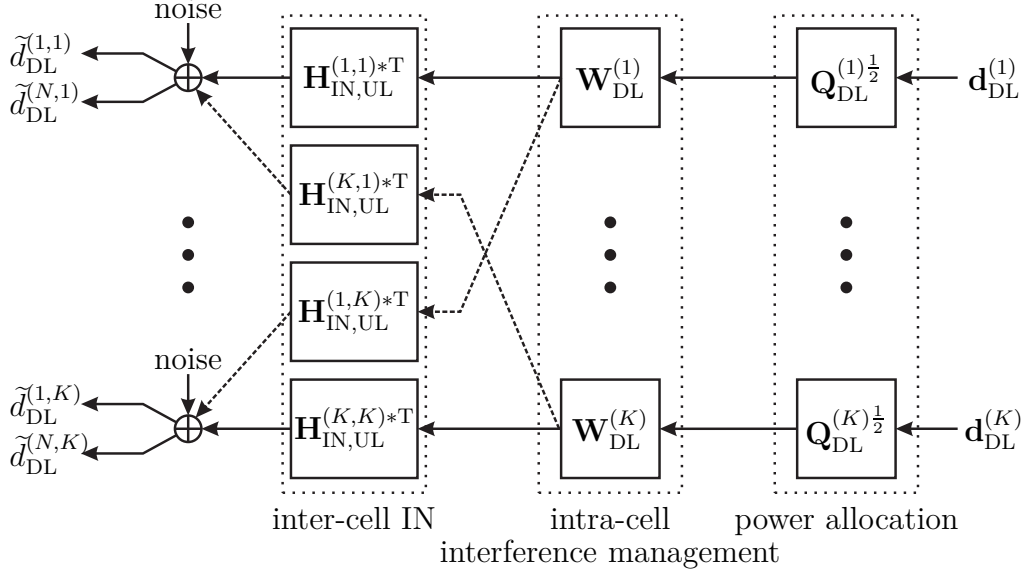 noise
d̃_DL^(1,1)
d̃_DL^(N,1)
H_IN,UL^(1,1)*T
W_DL^(1)
Q_DL^(1)½
d_DL^(1)
H_IN,UL^(K,1)*T
H_IN,UL^(1,K)*T
noise
d̃_DL^(1,K)
d̃_DL^(N,K)
H_IN,UL^(K,K)*T
W_DL^(K)
Q_DL^(K)½
d_DL^(K)
inter-cell IN
intra-cell
interference management
power allocation